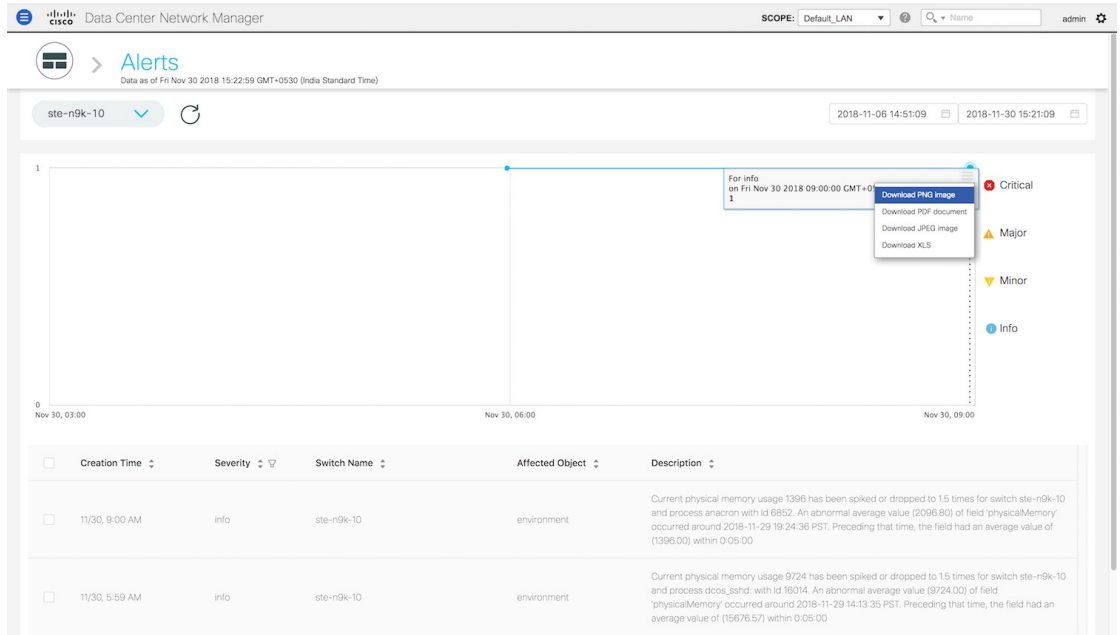 cisco Data Center Network Manager
SCOPE: Default_LAN
Name
admin
Alerts
Data as of Fri Nov 30 2018 15:22:59 GMT+0530 (India Standard Time)
ste-n9k-10
2018-11-06 14:51:09
2018-11-30 15:21:09
1
For info
on Fri Nov 30 2018 09:00:00 GMT+05
1
Download PNG image
Download PDF document
Download JPEG image
Download XLS
Critical
Major
Minor
Info
0
Nov 30, 03:00
Nov 30, 06:00
Nov 30, 09:00
Creation Time
Severity
Switch Name
Affected Object
Description
11/30, 9:00 AM
info
ste-n9k-10
environment
Current physical memory usage 1396 has been spiked or dropped to 1.5 times for switch ste-n9k-10
and process anacron with Id 6852. An abnormal average value (2096.80) of field 'physicalMemory'
occurred around 2018-11-29 19:24:36 PST. Preceding that time, the field had an average value of
(1396.00) within 0:05:00
11/30, 5:59 AM
info
ste-n9k-10
environment
Current physical memory usage 9724 has been spiked or dropped to 1.5 times for switch ste-n9k-10
and process dcos_sshd: with Id 16014. An abnormal average value (9724.00) of field
'physicalMemory' occurred around 2018-11-29 14:13:35 PST. Preceding that time, the field had an
average value of (15676.57) within 0:05:00